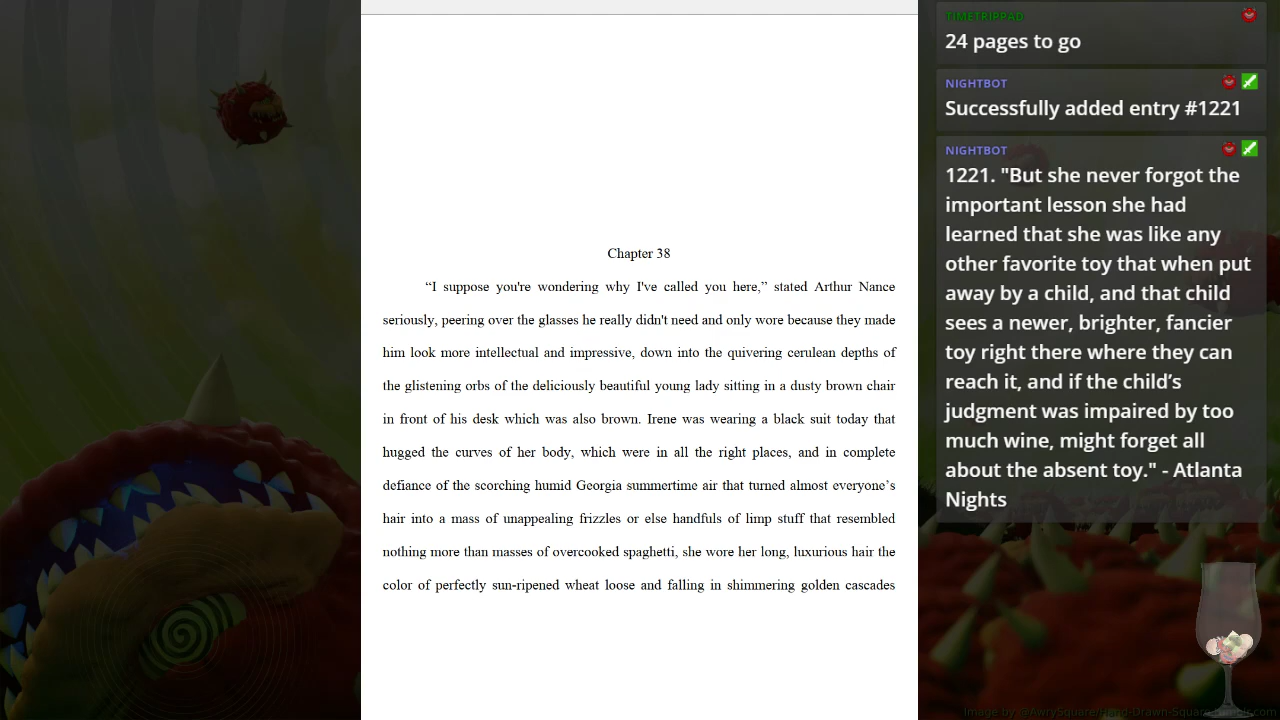 Chapter 38
“I suppose you're wondering why I've called you here,” stated Arthur Nance
seriously, peering over the glasses he really didn't need and only wore because they made
him look more intellectual and impressive, down into the quivering cerulean depths of
the glistening orbs of the deliciously beautiful young lady sitting in a dusty brown chair
in front of his desk which was also brown. Irene was wearing a black suit today that
hugged the curves of her body, which were in all the right places, and in complete
defiance of the scorching humid Georgia summertime air that turned almost everyone’s
hair into a mass of unappealing frizzles or else handfuls of limp stuff that resembled
nothing more than masses of overcooked spaghetti, she wore her long, luxurious hair the
color of perfectly sun-ripened wheat loose and falling in shimmering golden cascades
TIMETRIPPAD
24 pages to go
NIGHTBOT
Successfully added entry #1221
NIGHTBOT
1221. "But she never forgot the
important lesson she had
learned that she was like any
other favorite toy that when put
away by a child, and that child
sees a newer, brighter, fancier
toy right there where they can
reach it, and if the child’s
judgment was impaired by too
much wine, might forget all
about the absent toy." - Atlanta
Nights
Image by: @AwrySquare/Hand-Drawn-Square.tumblr.com